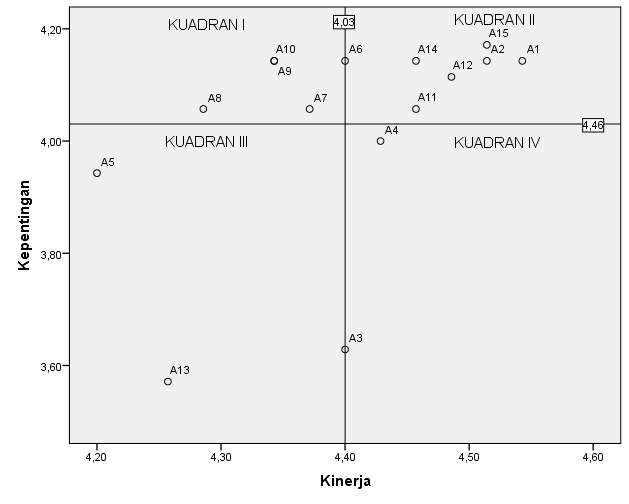 4,20
KUADRAN I
4,03
KUADRAN II
A15
A10
A6
A14
A2
A1
A9
A12
A8
A7
A11
4,46
4,00
KUADRAN III
A4
KUADRAN IV
A5
Kepentingan
3,80
A3
3,60
A13
4,20
4,30
4,40
4,50
4,60
Kinerja